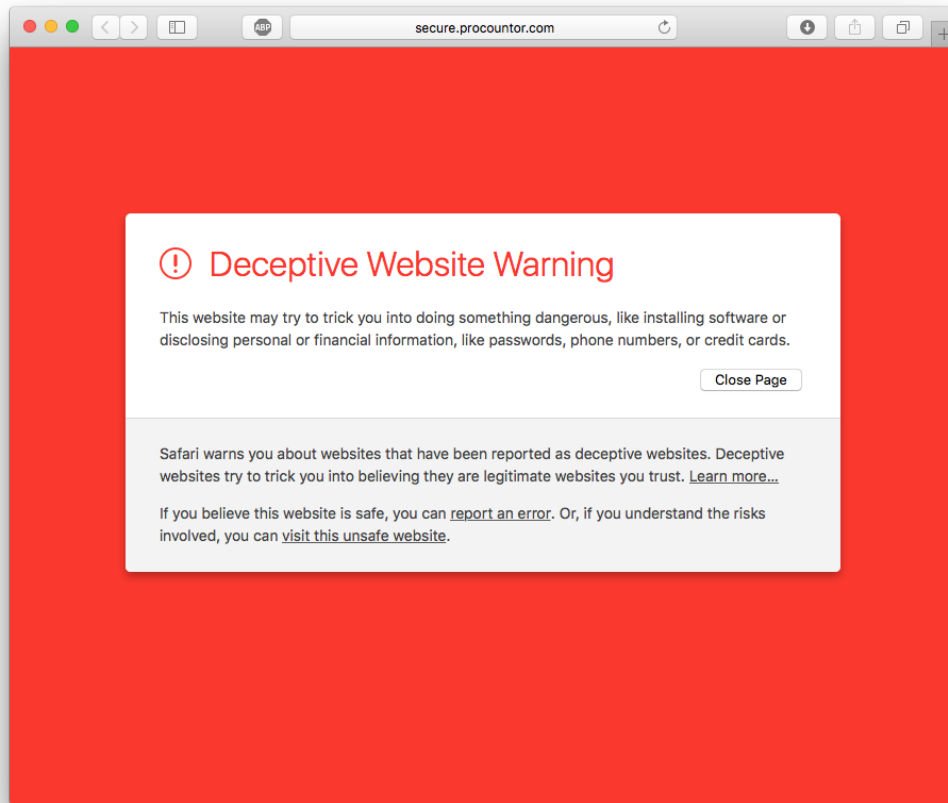 ABP
secure.procountor.com
Deceptive Website Warning
This website may try to trick you into doing something dangerous, like installing software or
disclosing personal or financial information, like passwords, phone numbers, or credit cards.
Close Page
Safari warns you about websites that have been reported as deceptive websites. Deceptive
websites try to trick you into believing they are legitimate websites you trust. Learn more...
If you believe this website is safe, you can report an error. Or, if you understand the risks
involved, you can visit this unsafe website.